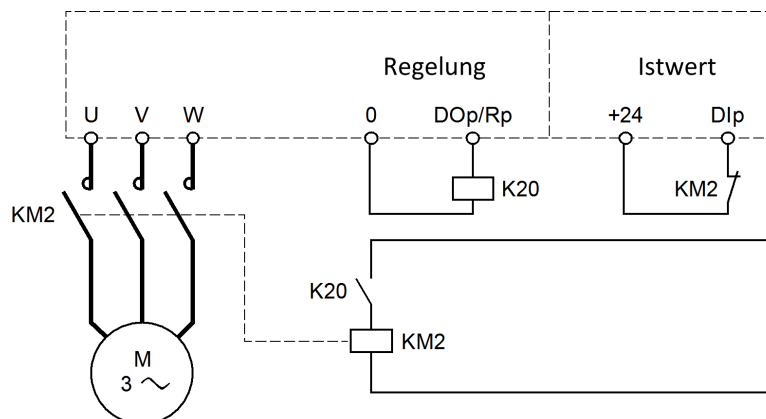 Regelung Istwert
U V W 0 DOp/Rp +24 DIp
K20 KM2
KM2
K20
KM2
M
3